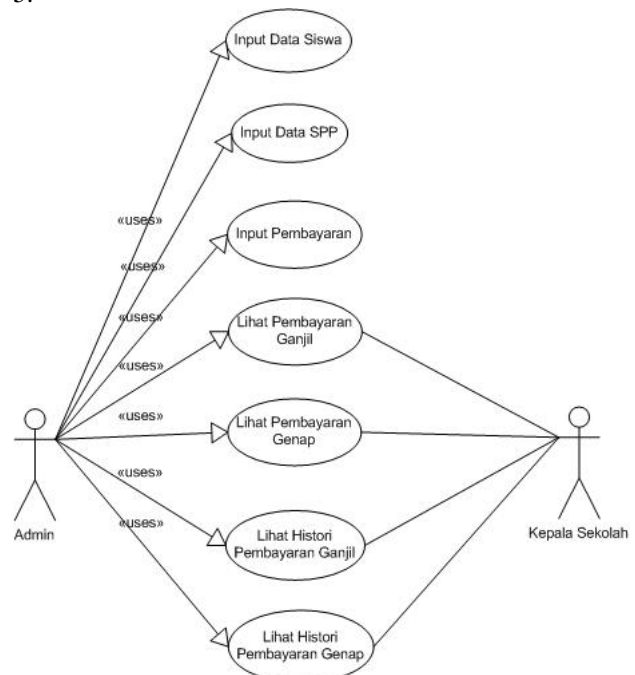 Input Data Siswa
Input Data SPP
«uses»
Input Pembayaran
«uses»
«uses»
Lihat Pembayaran
Ganjil
«uses»
«uses»
Lihat Pembayaran
Genap
«uses»
«uses»
Admin
Kepala Sekolah
Lihat Histori
Pembayaran Ganjil
Lihat Histori
Pembayaran Genap